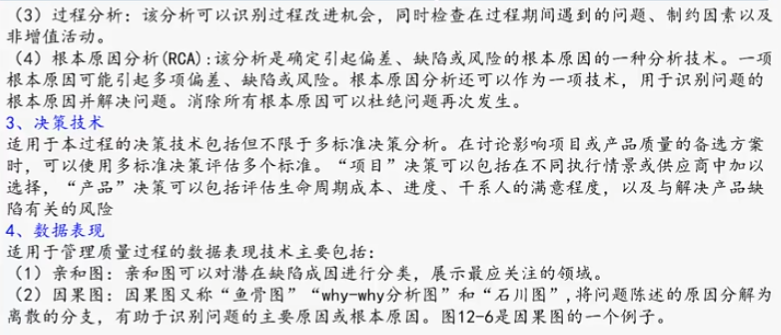 （3）过程分析：该分析可以识别过程改进机会，同时检查在过程期间遇到的问题、制约因素以及
非增值活动。
（4）根本原因分析(RCA):该分析是确定引起偏差、缺陷或风险的根本原因的一种分析技术。一项
根本原因可能引起多项偏差、缺陷或风险。根本原因分析还可以作为一项技术，用于识别问题的
根本原因并解决问题。消除所有根本原因可以杜绝问题再次发生。
3、决策技术
适用于本过程的决策技术包括但不限于多标准决策分析。在讨论影响项目或产品质量的备选方案
时，可以使用多标准决策评估多个标准。“项目”决策可以包括在不同执行情景或供应商中加以
选择，“产品”决策可以包括评估生命周期成本、进度、干系人的满意程度，以及与解决产品缺
陷有关的风险
4、数据表现
适用于管理质量过程的数据表现技术主要包括：
（1）亲和图：亲和图可以对潜在缺陷成因进行分类，展示最应关注的领域。
（2）因果图：因果图又称“鱼骨图”“why-why分析图”和“石川图”,将问题陈述的原因分解为
离散的分支，有助于识别问题的主要原因或根本原因。图12-6是因果图的一个例子。